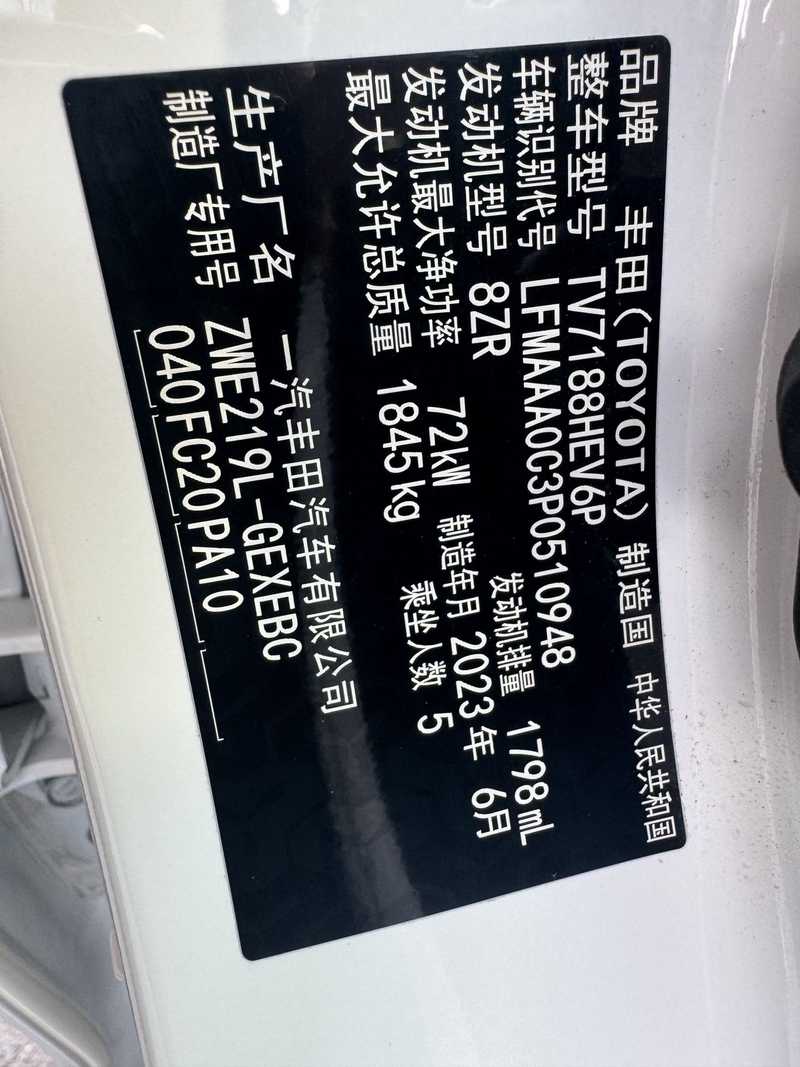 品牌 丰田(TOYOTA) 制造国 中华人民共和国
整车型号 TV7188HEV6P
车辆识别代号 LFMAAA0C3P0510948
发动机型号 8ZR 发动机排量 1798mL
发动机最大净功率 72kW 制造年月 2023年 6月
最大允许总质量 1845kg 乘坐人数 5
生产厂名 一汽丰田汽车有限公司
制造厂专用号 ZWE219L-GEXEBC
040FC20PA10